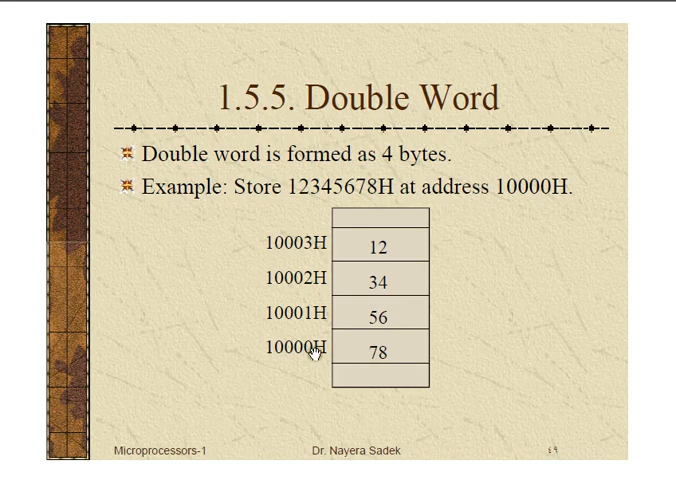 1.5.5. Double Word
Double word is formed as 4 bytes.
Example: Store 12345678H at address 10000H.
10003H 12
10002H 34
10001H 56
10000H 78
Microprocessors-1 Dr. Nayera Sadek ٤٩